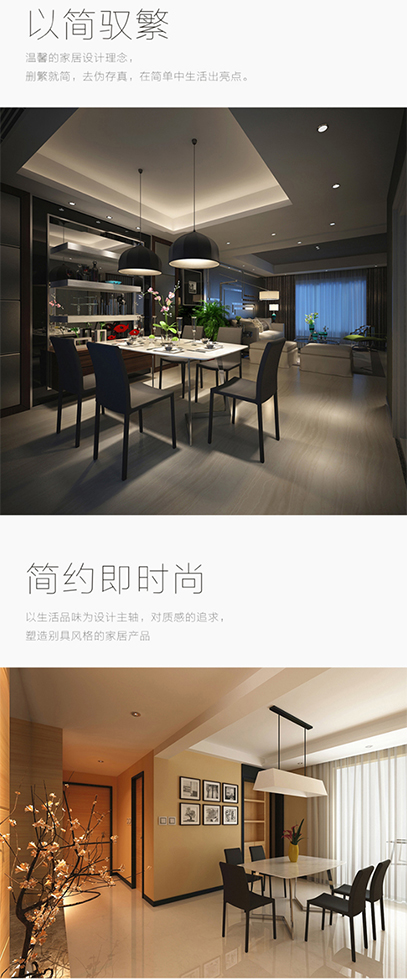 以简驭繁
温馨的家居设计理念，
删繁就简，去伪存真，在简单中生活出亮点。
简约即时尚
以生活品味为设计主轴，对质感的追求，
塑造别具风格的家居产品